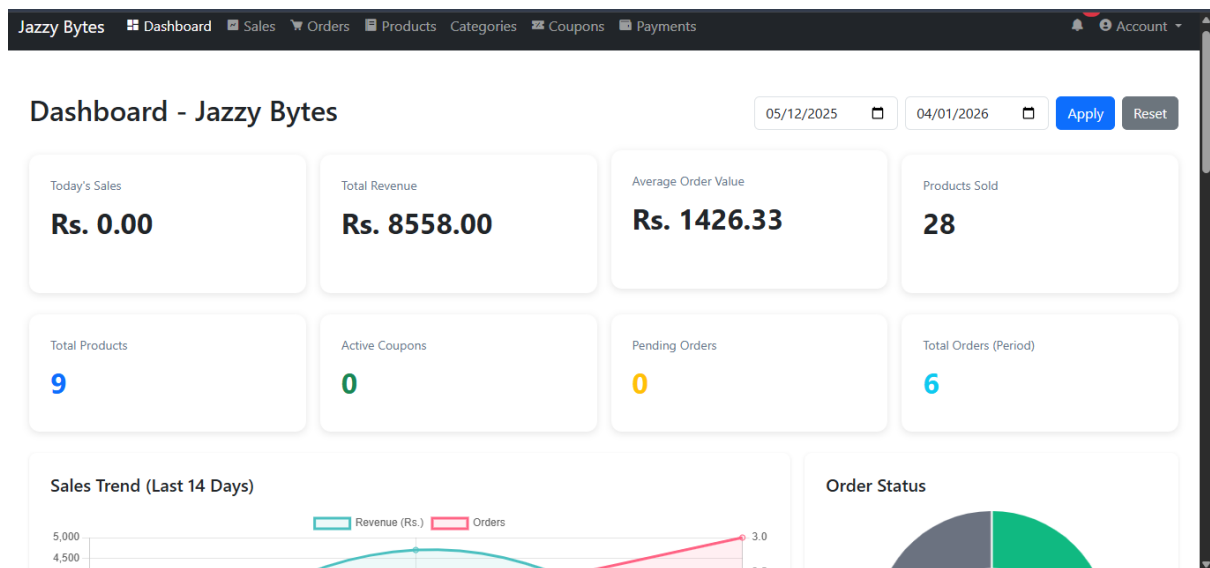 Jazzy Bytes Dashboard Sales Orders Products Categories Coupons Payments Account
Dashboard - Jazzy Bytes
05/12/2025 04/01/2026 Apply Reset
Today's Sales Total Revenue Average Order Value Products Sold
Rs. 0.00 Rs. 8558.00 Rs. 1426.33 28
Total Products Active Coupons Pending Orders Total Orders (Period)
9 0 0 6
Sales Trend (Last 14 Days) Order Status
Revenue (Rs.) Orders
5,000 3.0
4,500